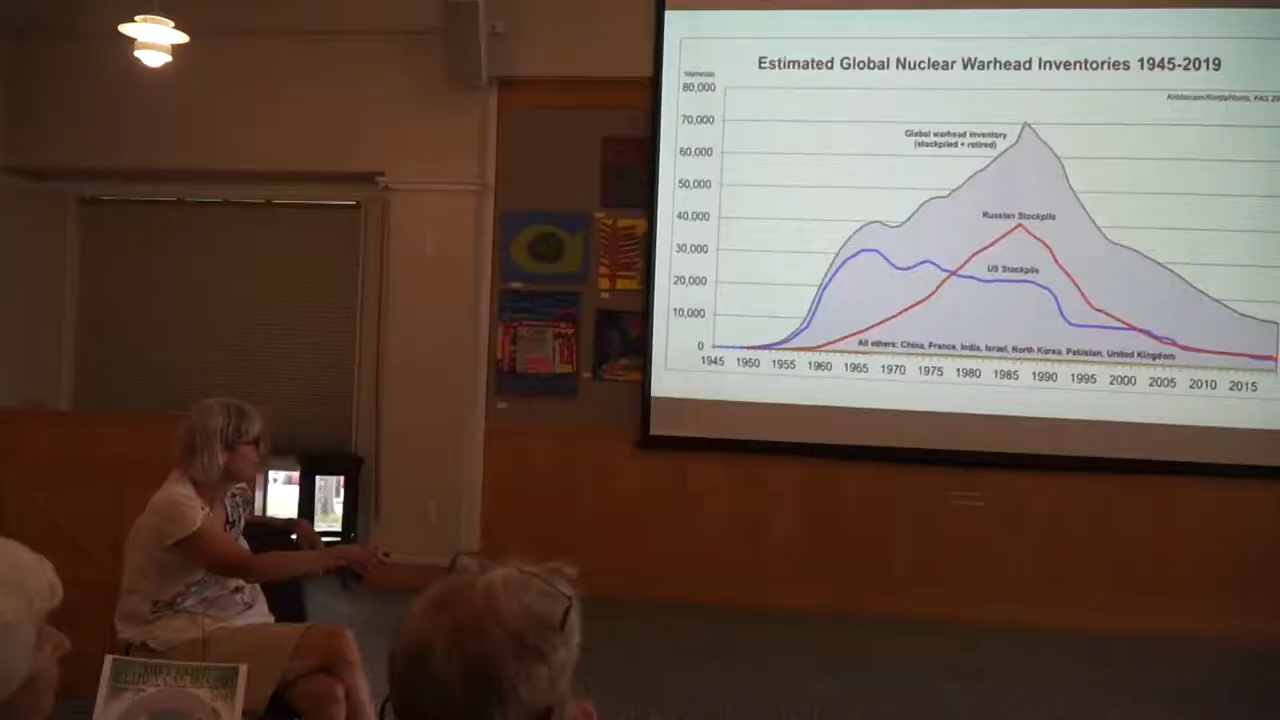 Estimated Global Nuclear Warhead Inventories 1945-2019
80,000
70,000
60,000
50,000
40,000
30,000
20,000
10,000
0
Global warhead inventory
(stockpiled + retired)
Russian Stockpile
US Stockpile
All others: China, France, India, Israel, North Korea, Pakistan, United Kingdom
1945 1950 1955 1960 1965 1970 1975 1980 1985 1990 1995 2000 2005 2010 2015